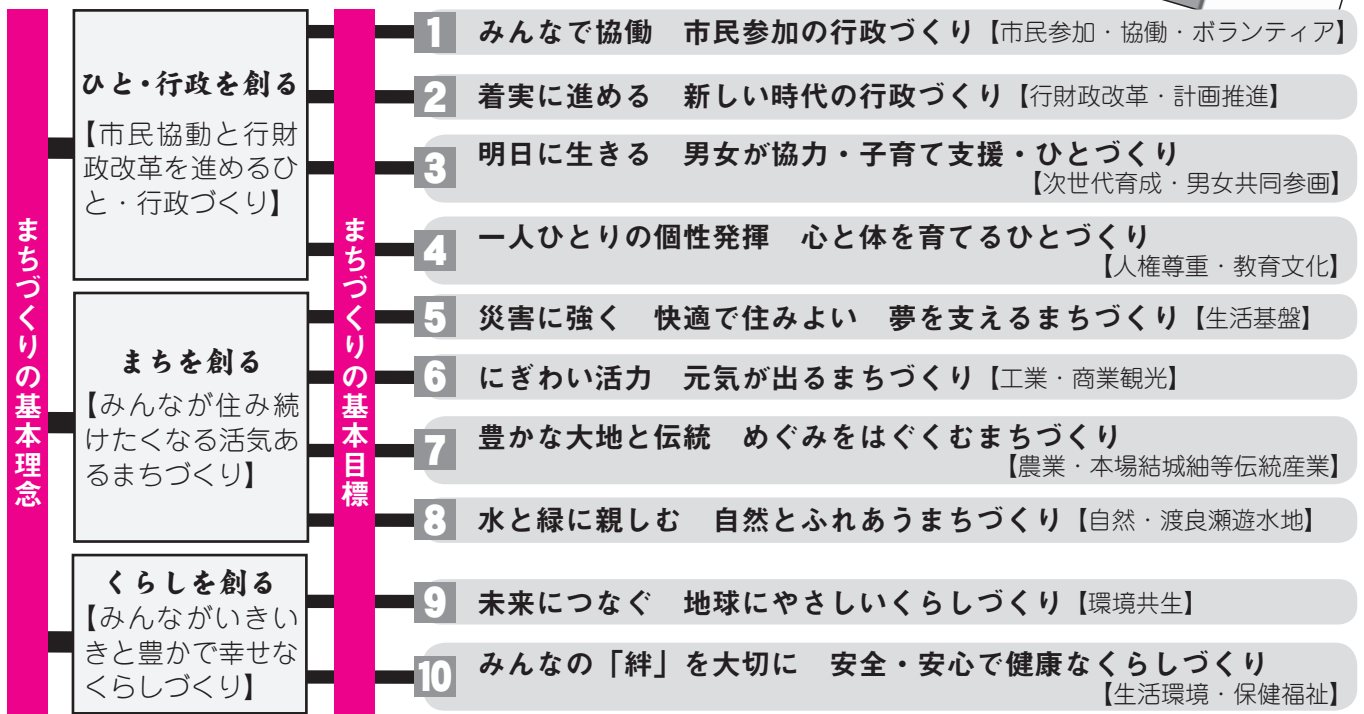 まちづくりの基本理念
ひと・行政を創る
【市民協動と行財
政改革を進めるひ
と・行政づくり】
まちを創る
【みんなが住み続
けたくなる活気あ
るまちづくり】
くらしを創る
【みんながいきい
きと豊かで幸せな
くらしづくり】
まちづくりの基本目標
1 みんなで協働　市民参加の行政づくり【市民参加・協働・ボランティア】
2 着実に進める　新しい時代の行政づくり【行財政改革・計画推進】
3 明日に生きる　男女が協力・子育て支援・ひとづくり
【次世代育成・男女共同参画】
4 一人ひとりの個性発揮　心と体を育てるひとづくり
【人権尊重・教育文化】
5 災害に強く　快適で住みよい　夢を支えるまちづくり【生活基盤】
6 にぎわい活力　元気が出るまちづくり【工業・商業観光】
7 豊かな大地と伝統　めぐみをはぐくむまちづくり
【農業・本場結城紬等伝統産業】
8 水と緑に親しむ　自然とふれあうまちづくり【自然・渡良瀬遊水地】
9 未来につなぐ　地球にやさしいくらしづくり【環境共生】
10 みんなの「絆」を大切に　安全・安心で健康なくらしづくり
【生活環境・保健福祉】